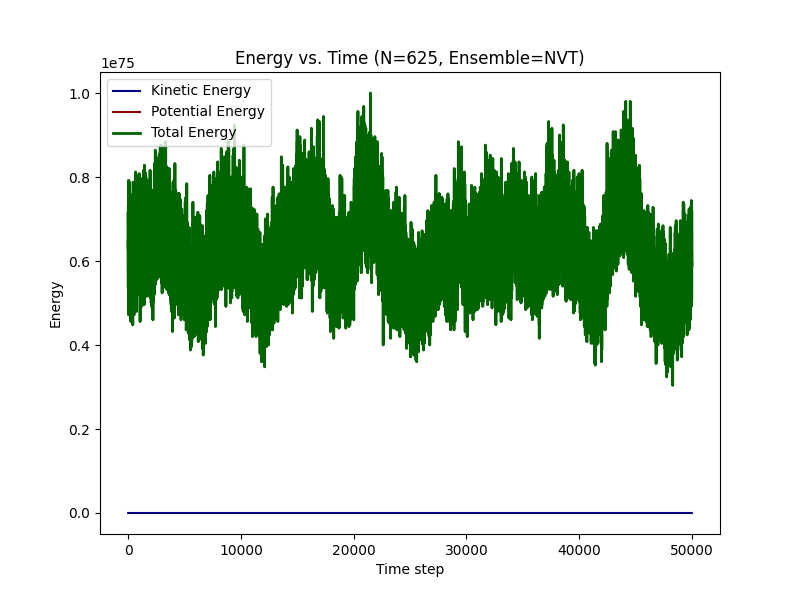 Energy vs. Time (N=625, Ensemble=NVT)
1e75
Kinetic Energy
Potential Energy
Total Energy
1.0
0.8
0.6
0.4
0.2
0.0
Energy
0 10000 20000 30000 40000 50000
Time step